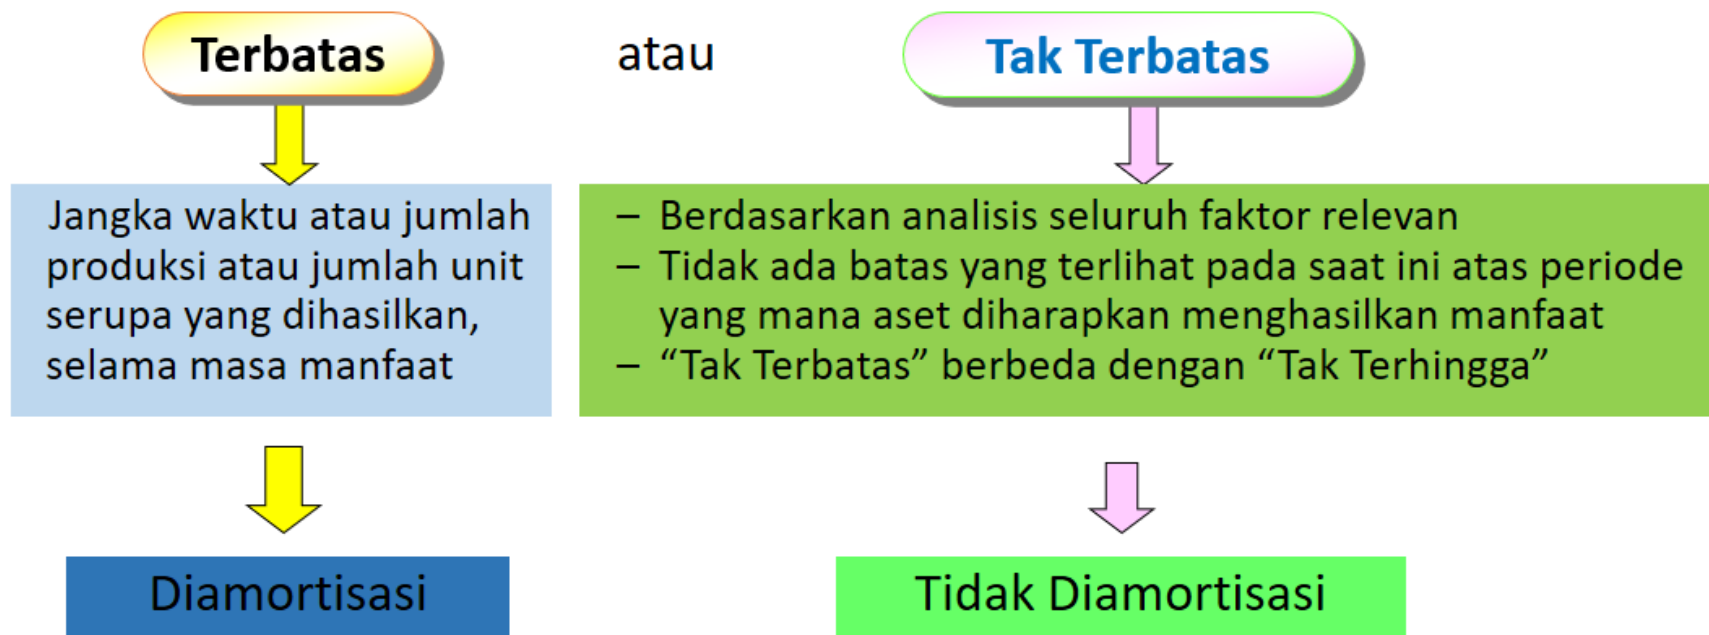 Terbatas
atau
Tak Terbatas
Jangka waktu atau jumlah
produksi atau jumlah unit
serupa yang dihasilkan,
selama masa manfaat
– Berdasarkan analisis seluruh faktor relevan
– Tidak ada batas yang terlihat pada saat ini atas periode
yang mana aset diharapkan menghasilkan manfaat
– “Tak Terbatas” berbeda dengan “Tak Terhingga”
Diamortisasi
Tidak Diamortisasi